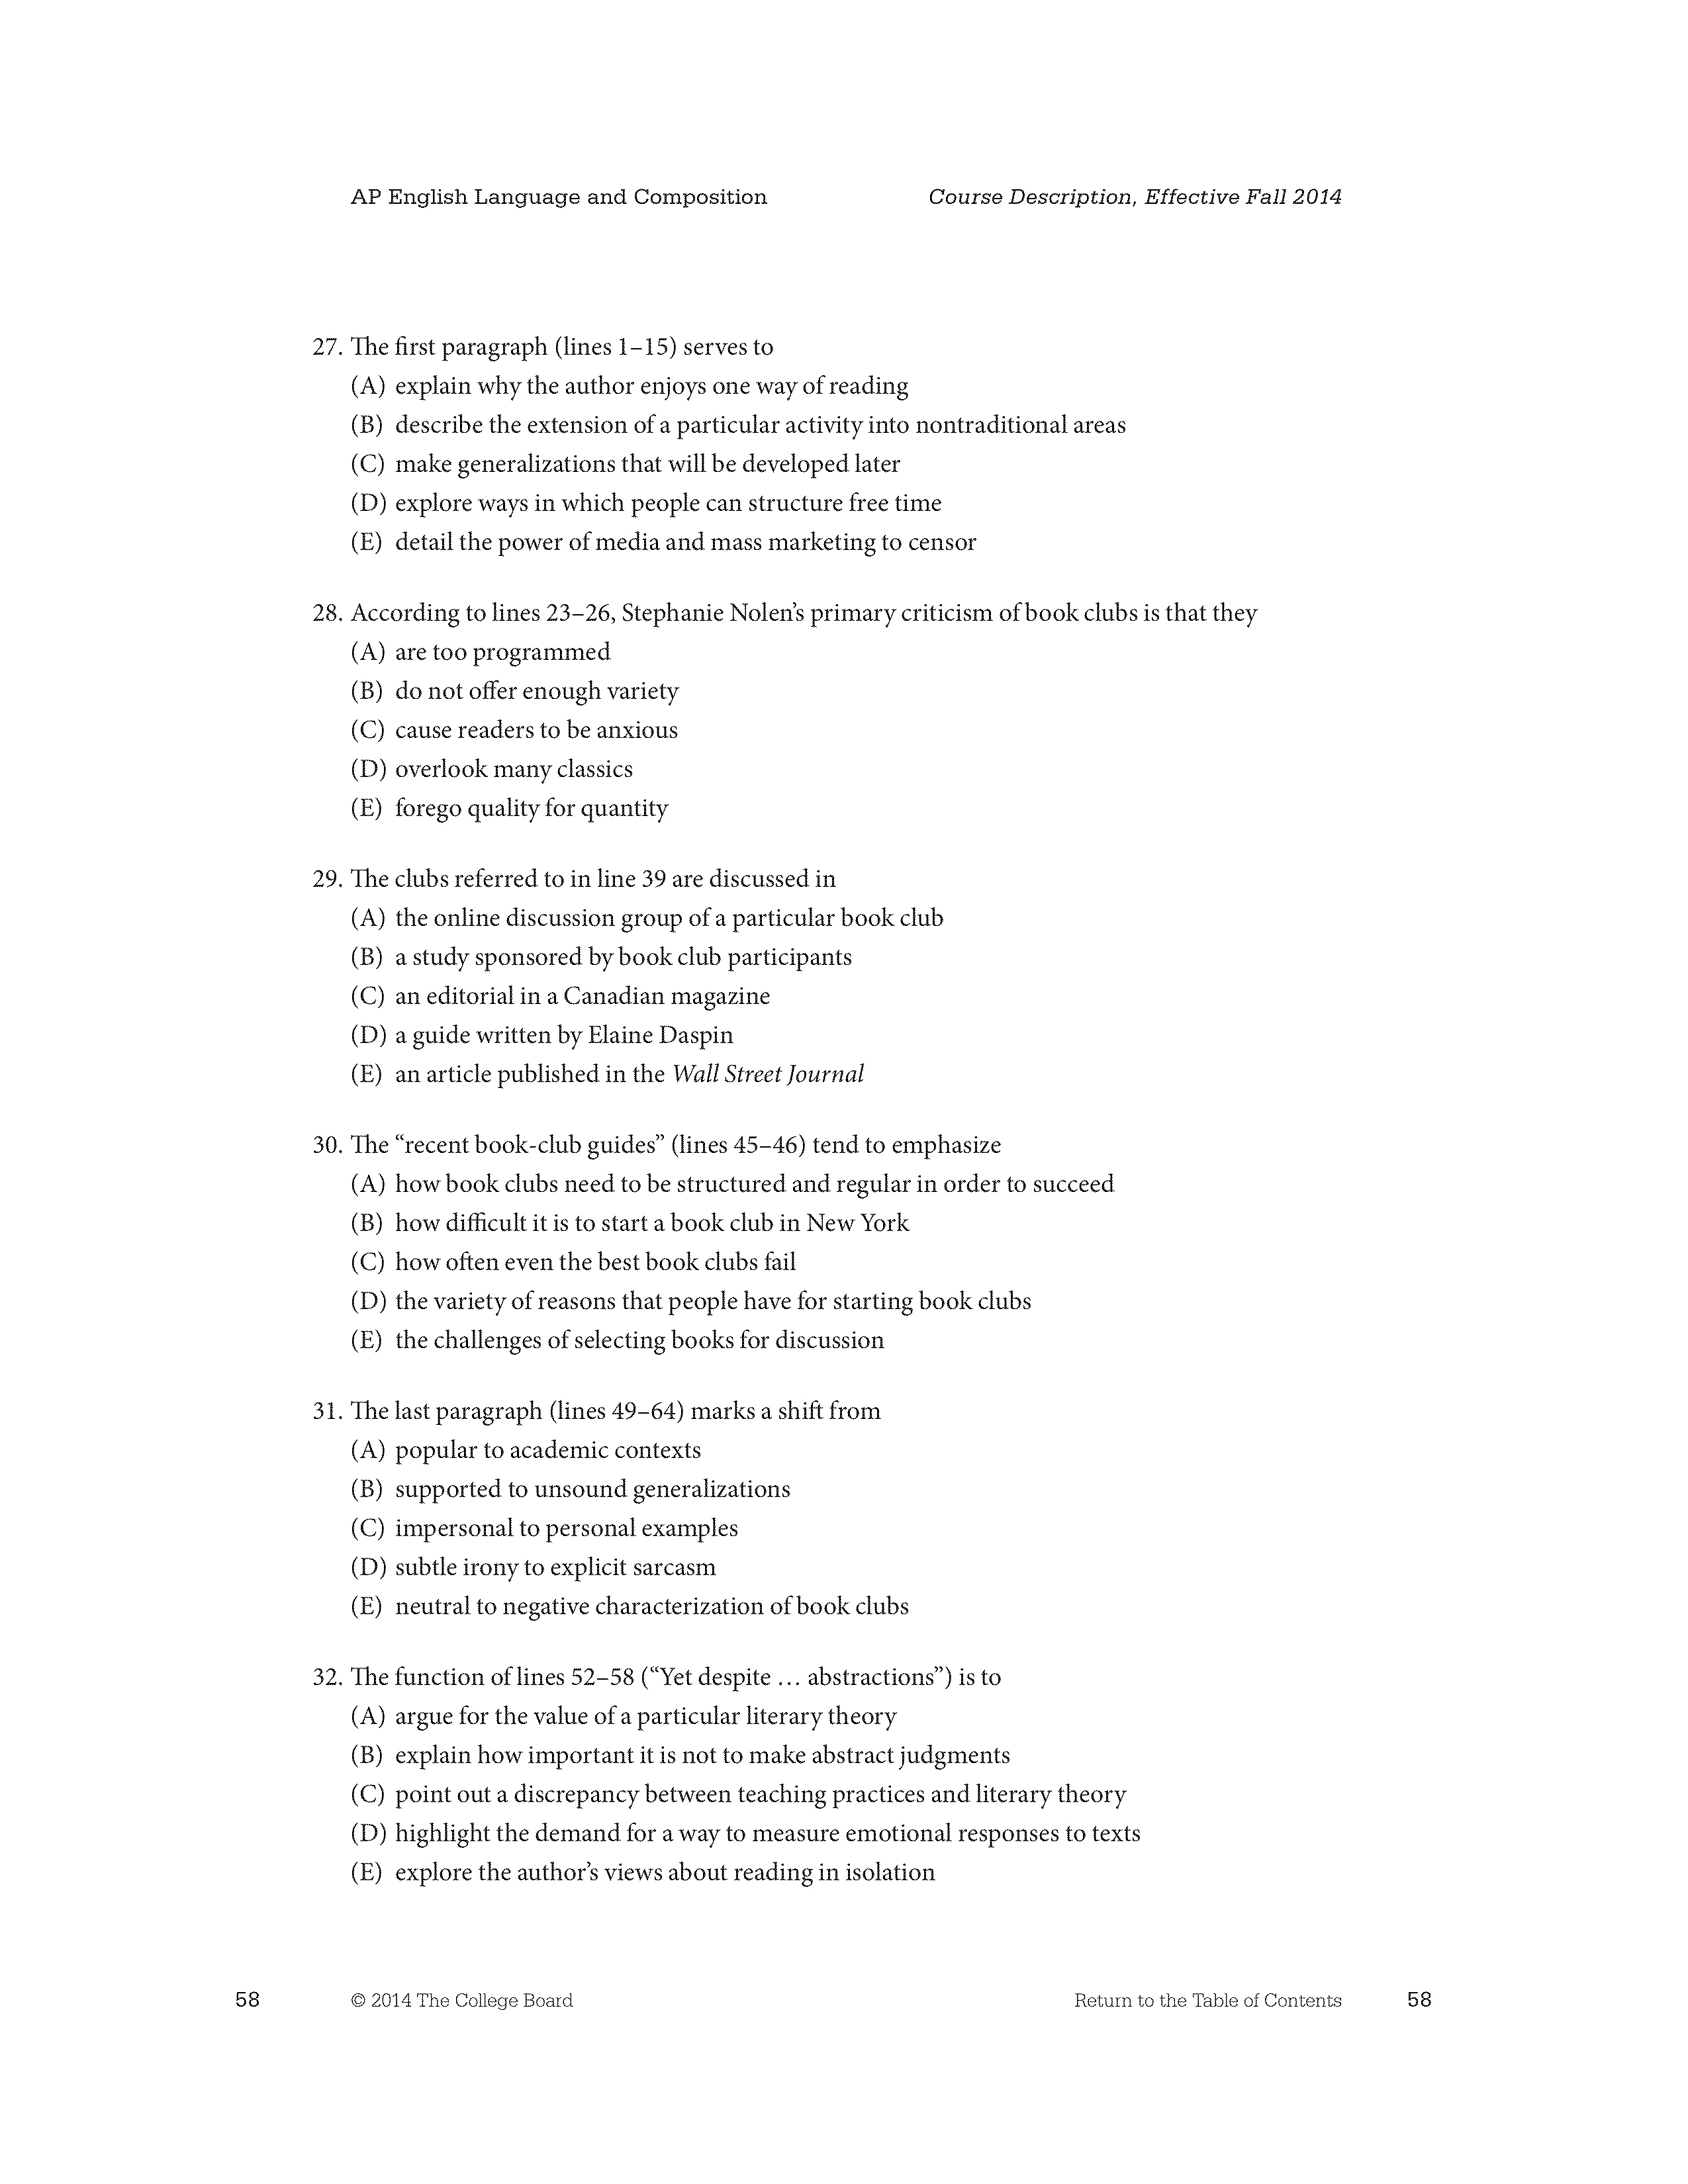 AP English Language and Composition Course Description, Effective Fall 2014
27. The first paragraph (lines 1–15) serves to
(A) explain why the author enjoys one way of reading
(B) describe the extension of a particular activity into nontraditional areas
(C) make generalizations that will be developed later
(D) explore ways in which people can structure free time
(E) detail the power of media and mass marketing to censor
28. According to lines 23–26, Stephanie Nolen’s primary criticism of book clubs is that they
(A) are too programmed
(B) do not offer enough variety
(C) cause readers to be anxious
(D) overlook many classics
(E) forego quality for quantity
29. The clubs referred to in line 39 are discussed in
(A) the online discussion group of a particular book club
(B) a study sponsored by book club participants
(C) an editorial in a Canadian magazine
(D) a guide written by Elaine Daspin
(E) an article published in the Wall Street Journal
30. The “recent book-club guides” (lines 45–46) tend to emphasize
(A) how book clubs need to be structured and regular in order to succeed
(B) how difficult it is to start a book club in New York
(C) how often even the best book clubs fail
(D) the variety of reasons that people have for starting book clubs
(E) the challenges of selecting books for discussion
31. The last paragraph (lines 49–64) marks a shift from
(A) popular to academic contexts
(B) supported to unsound generalizations
(C) impersonal to personal examples
(D) subtle irony to explicit sarcasm
(E) neutral to negative characterization of book clubs
32. The function of lines 52–58 (“Yet despite … abstractions”) is to
(A) argue for the value of a particular literary theory
(B) explain how important it is not to make abstract judgments
(C) point out a discrepancy between teaching practices and literary theory
(D) highlight the demand for a way to measure emotional responses to texts
(E) explore the author’s views about reading in isolation
58 © 2014 The College Board Return to the Table of Contents 58